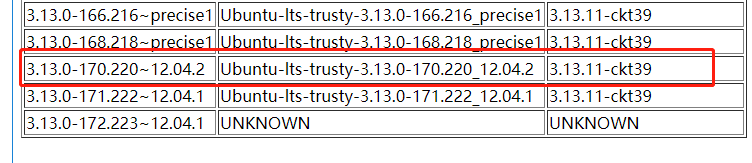 3.13.0-166.216~precise1 Ubuntu-lts-trusty-3.13.0-166.216_precise1 3.13.11-ckt39
3.13.0-168.218~precise1 Ubuntu-lts-trusty-3.13.0-168.218_precise1 3.13.11-ckt39
3.13.0-170.220~12.04.2 Ubuntu-lts-trusty-3.13.0-170.220_12.04.2 3.13.11-ckt39
3.13.0-171.222~12.04.1 Ubuntu-lts-trusty-3.13.0-171.222_12.04.1 3.13.11-ckt39
3.13.0-172.223~12.04.1 UNKNOWN UNKNOWN